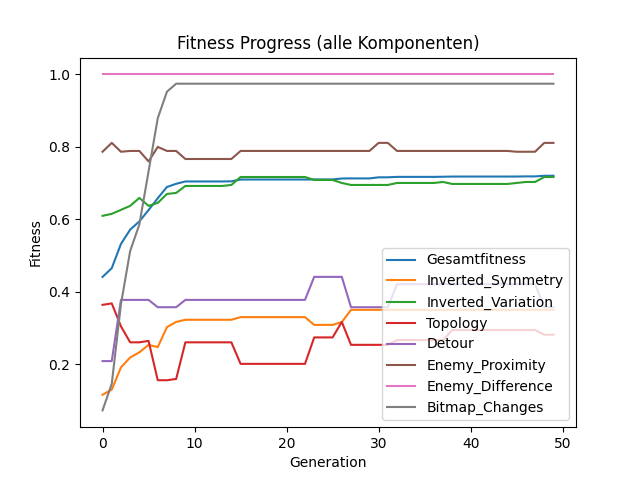 Fitness Progress (alle Komponenten)
1.0
0.8
0.6
0.4
0.2
Fitness
Gesamtfitness
Inverted_Symmetry
Inverted_Variation
Topology
Detour
Enemy_Proximity
Enemy_Difference
Bitmap_Changes
0 10 20 30 40 50
Generation